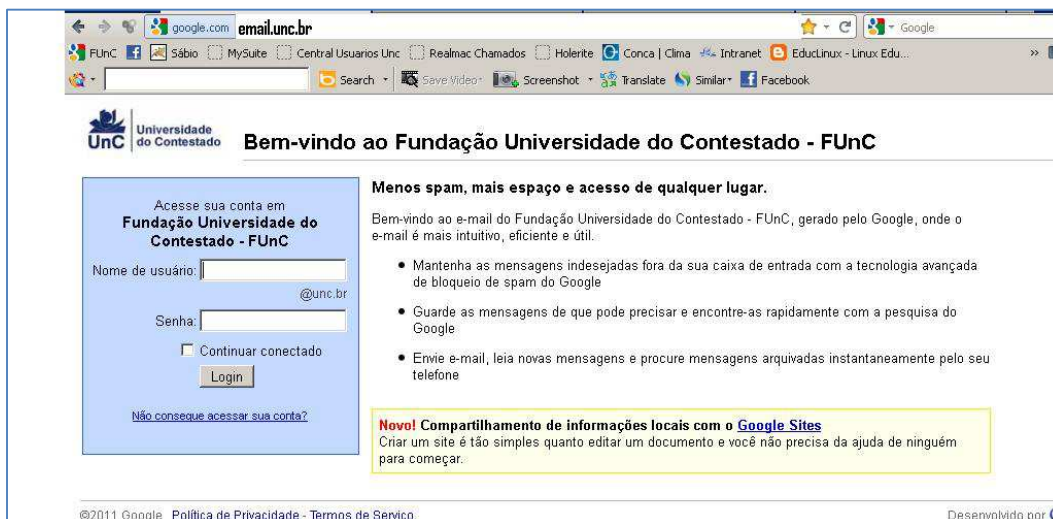 google.com email.unc.br Google
FUnC Sábio MySuite Central Usuarios Unc Realmac Chamados Holerite Conca | Clima Intranet EducLinux - Linux Edu... »
Search Save Video Screenshot Translate Similar Facebook
UnC Universidade do Contestado
Bem-vindo ao Fundação Universidade do Contestado - FUnC
Acesse sua conta em
Fundação Universidade do
Contestado - FUnC
Nome de usuário:
@unc.br
Senha:
Continuar conectado
Login
Não consegue acessar sua conta?
Menos spam, mais espaço e acesso de qualquer lugar.
Bem-vindo ao e-mail do Fundação Universidade do Contestado - FUnC, gerado pelo Google, onde o
e-mail é mais intuitivo, eficiente e útil.
Mantenha as mensagens indesejadas fora da sua caixa de entrada com a tecnologia avançada
de bloqueio de spam do Google
Guarde as mensagens de que pode precisar e encontre-as rapidamente com a pesquisa do
Google
Envie e-mail, leia novas mensagens e procure mensagens arquivadas instantaneamente pelo seu
telefone
Novo! Compartilhamento de informações locais com o Google Sites
Criar um site é tão simples quanto editar um documento e você não precisa da ajuda de ninguém
para começar.
©2011 Google Política de Privacidade - Termos de Serviço Desenvolvido por